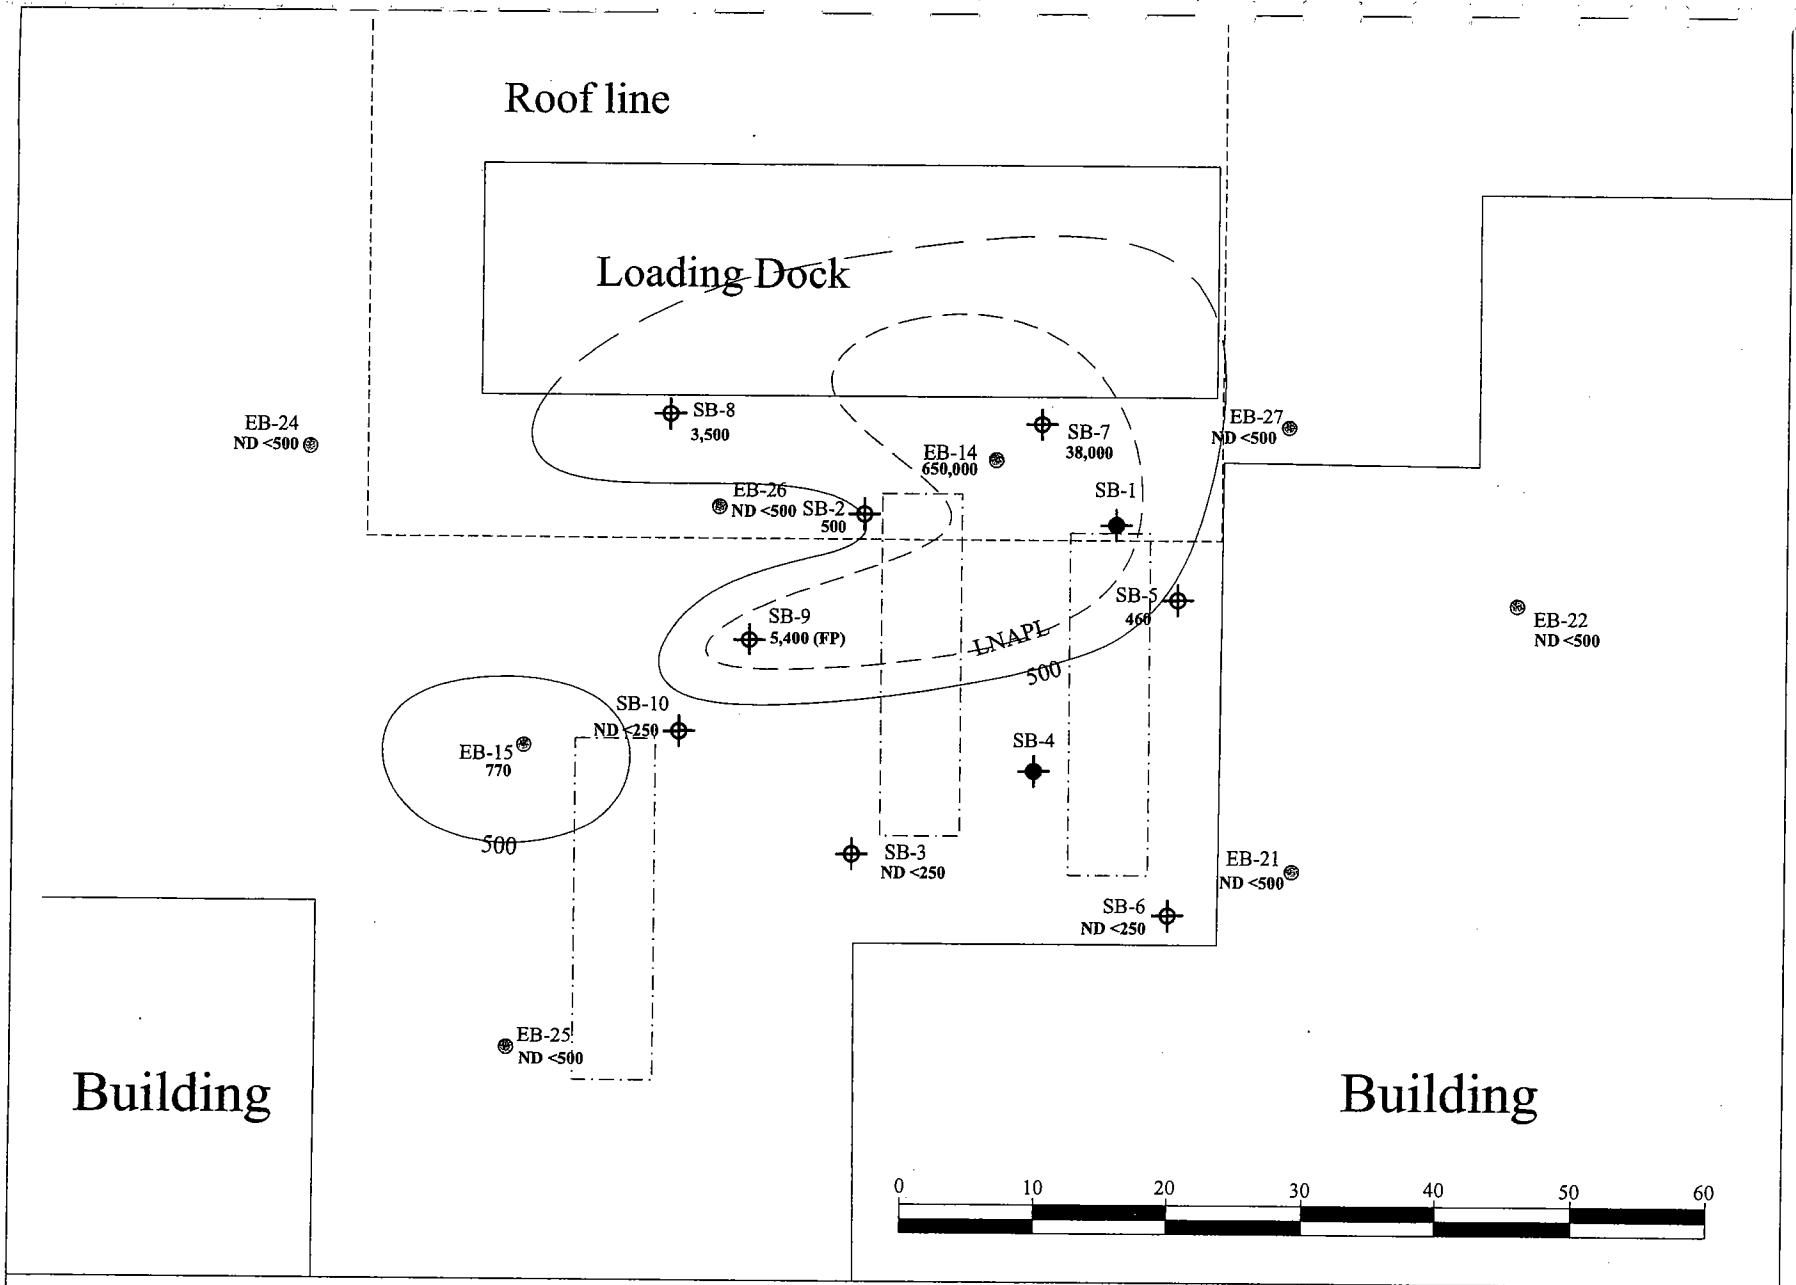 Roof line
Loading Dock
EB-24
ND <500
SB-8
3,500
EB-27
ND <500
SB-7
38,000
EB-14
650,000
EB-26
ND <500
SB-2
500
SB-1
SB-5
460
EB-22
ND <500
SB-9
5,400 (FP)
LNAPL
500
SB-10
ND <250
EB-15
770
SB-4
500
SB-3
ND <250
EB-21
ND <500
SB-6
ND <250
EB-25
ND <500
Building
Building
0 10 20 30 40 50 60